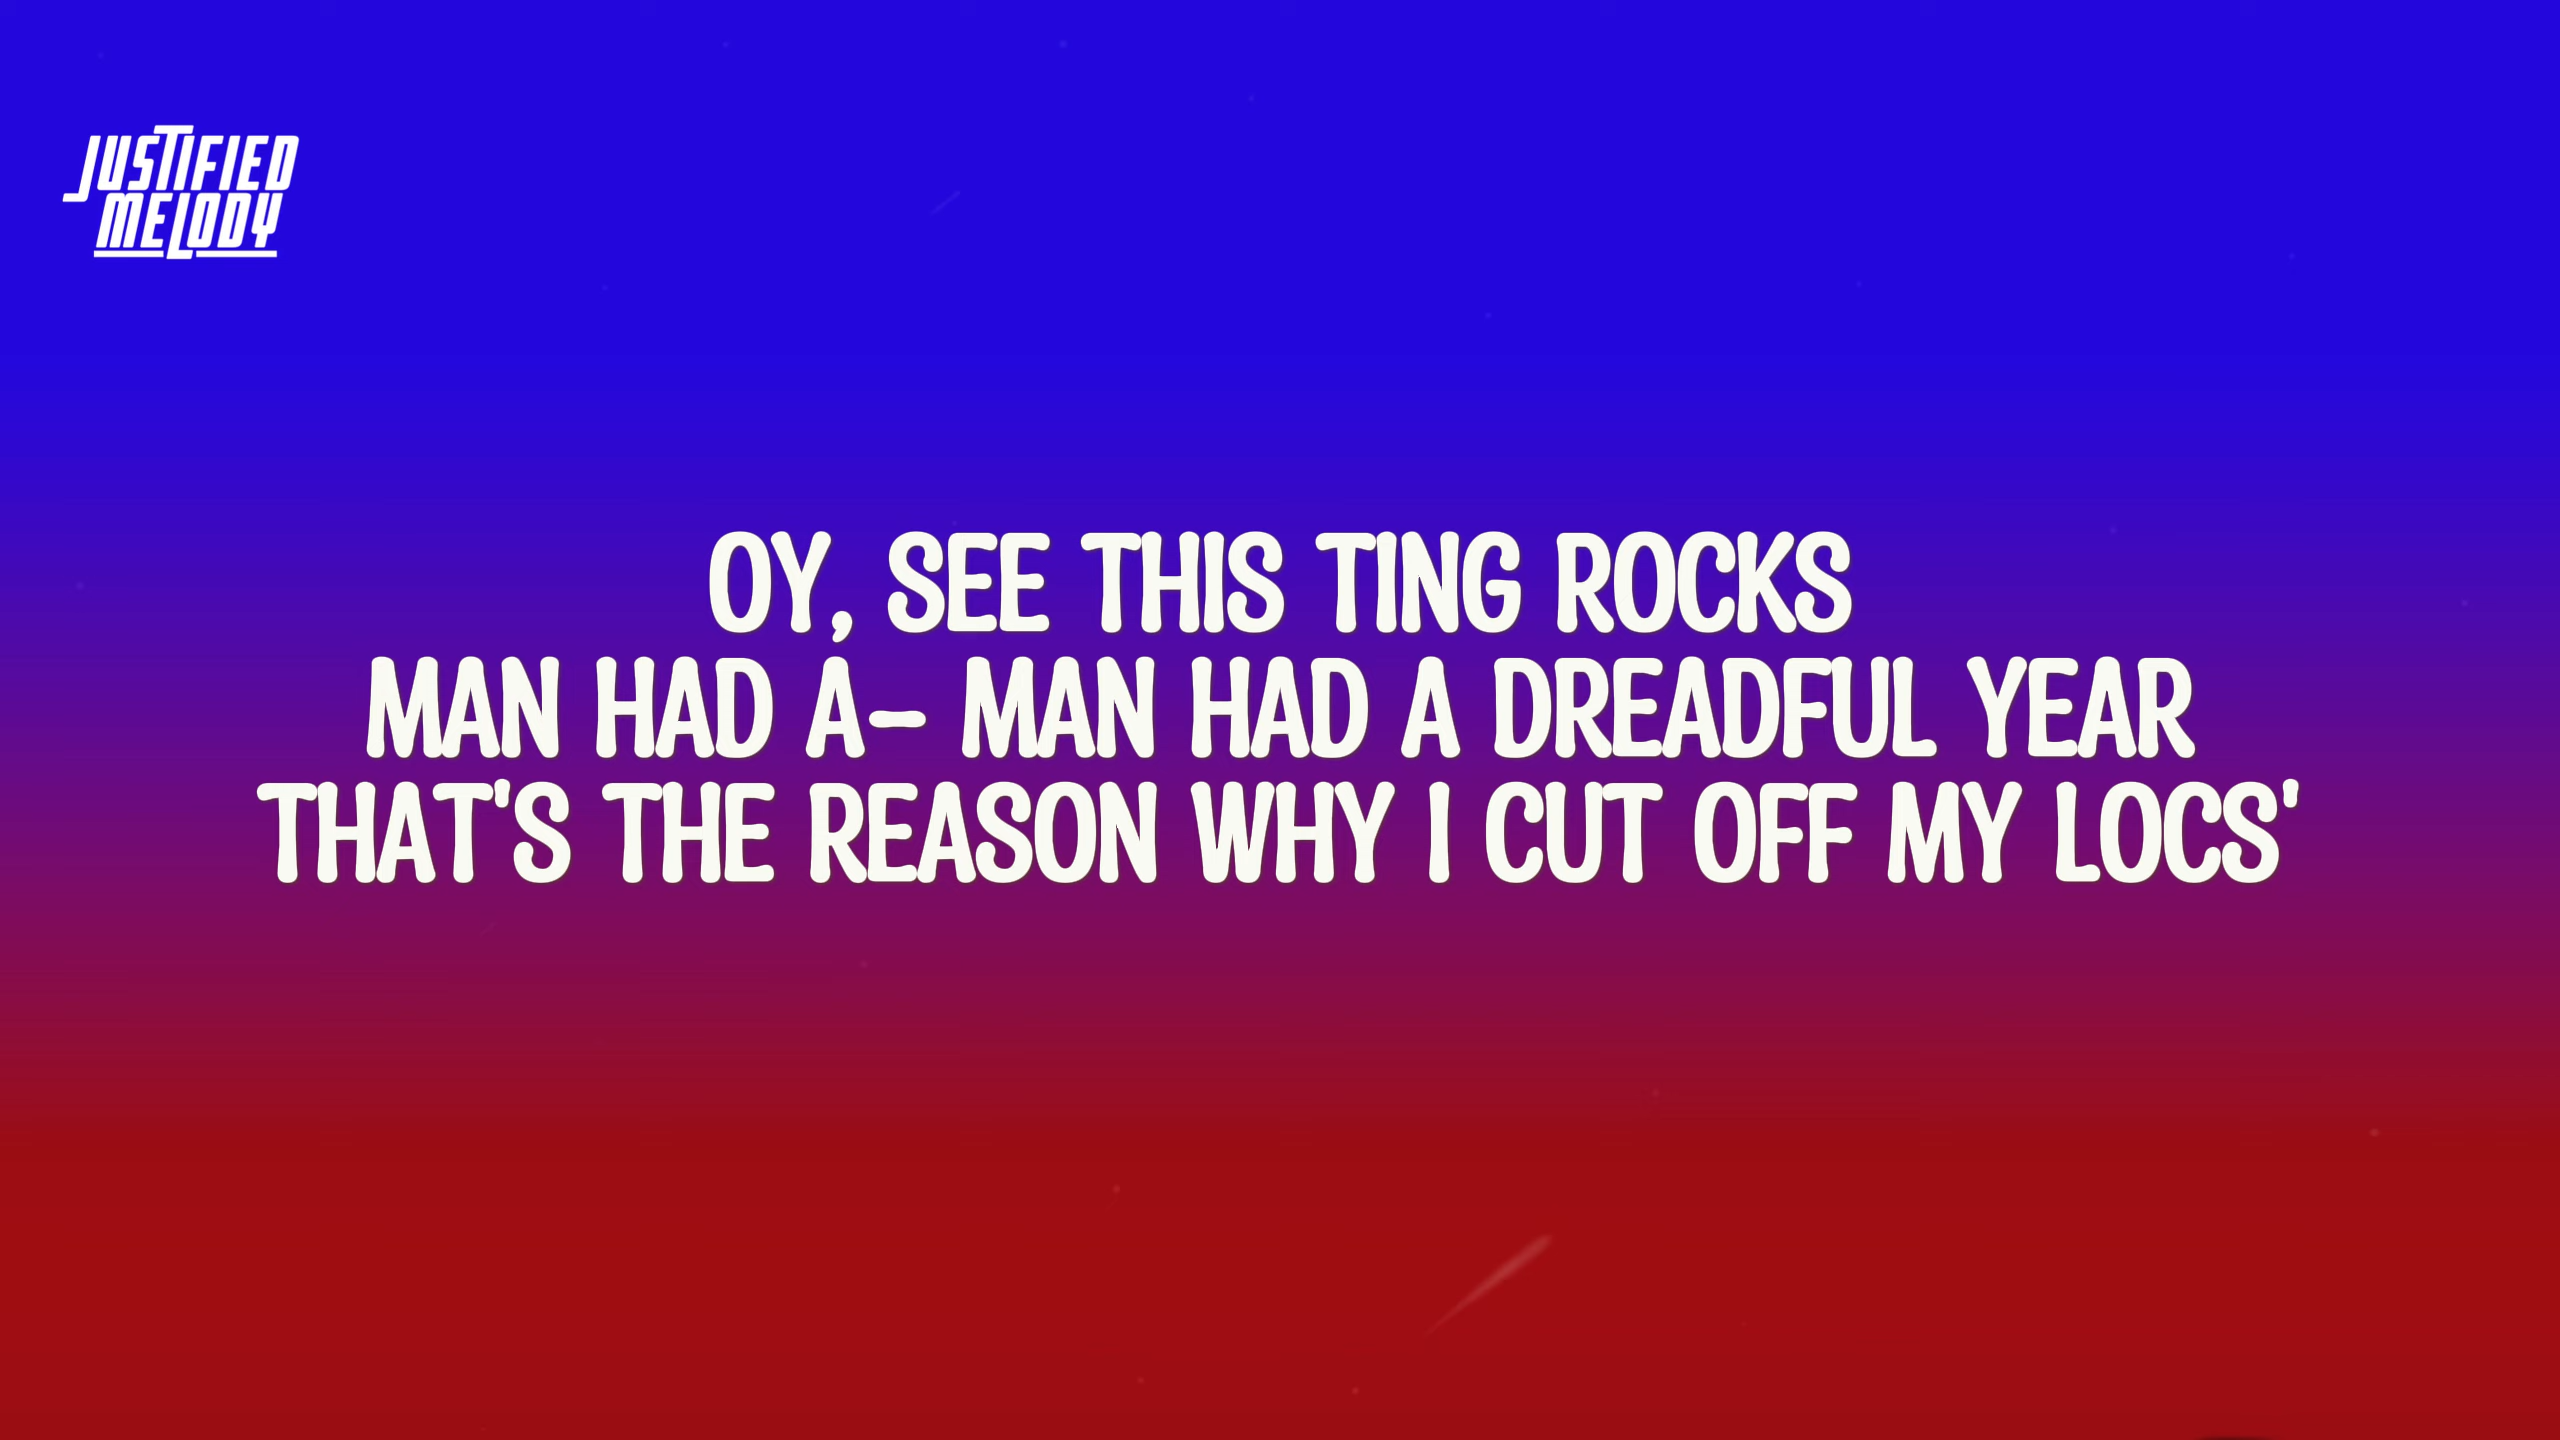 JUSTIFIED
MELODY
OY, SEE THIS TING ROCKS
MAN HAD A- MAN HAD A DREADFUL YEAR
THAT'S THE REASON WHY I CUT OFF MY LOCS'